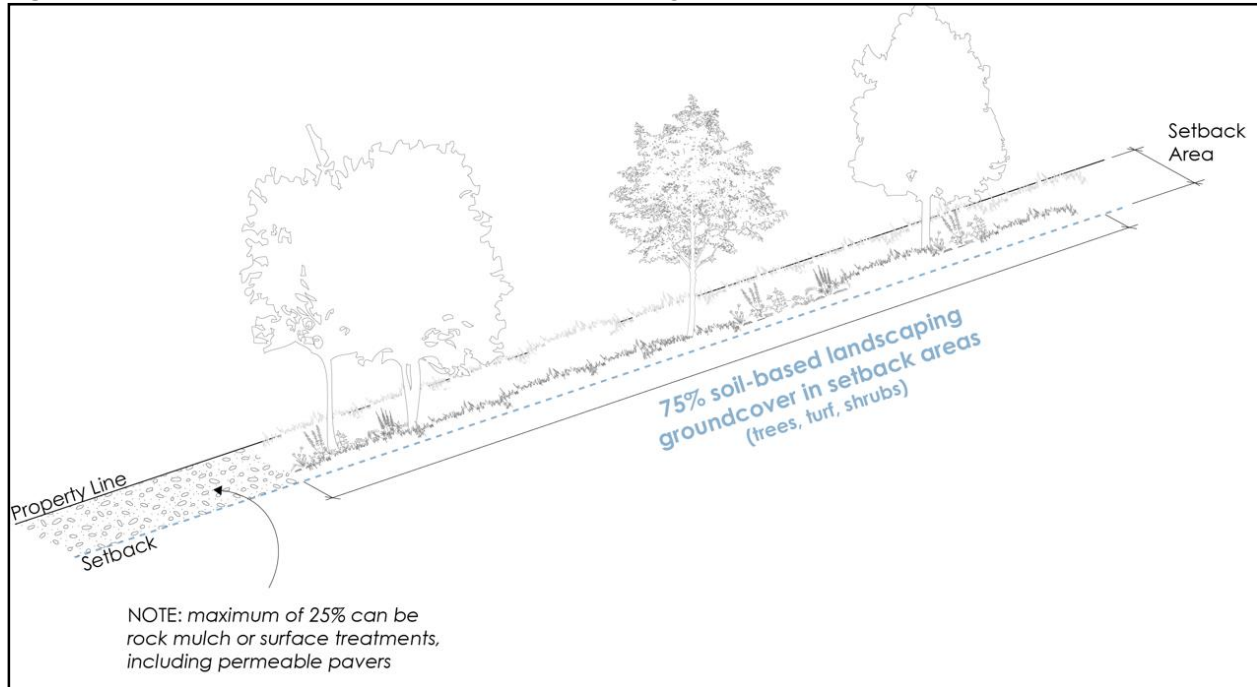 Setback
Area
75% soil-based landscaping
groundcover in setback areas
(trees, turf, shrubs)
Property Line
Setback
NOTE: maximum of 25% can be
rock mulch or surface treatments,
including permeable pavers